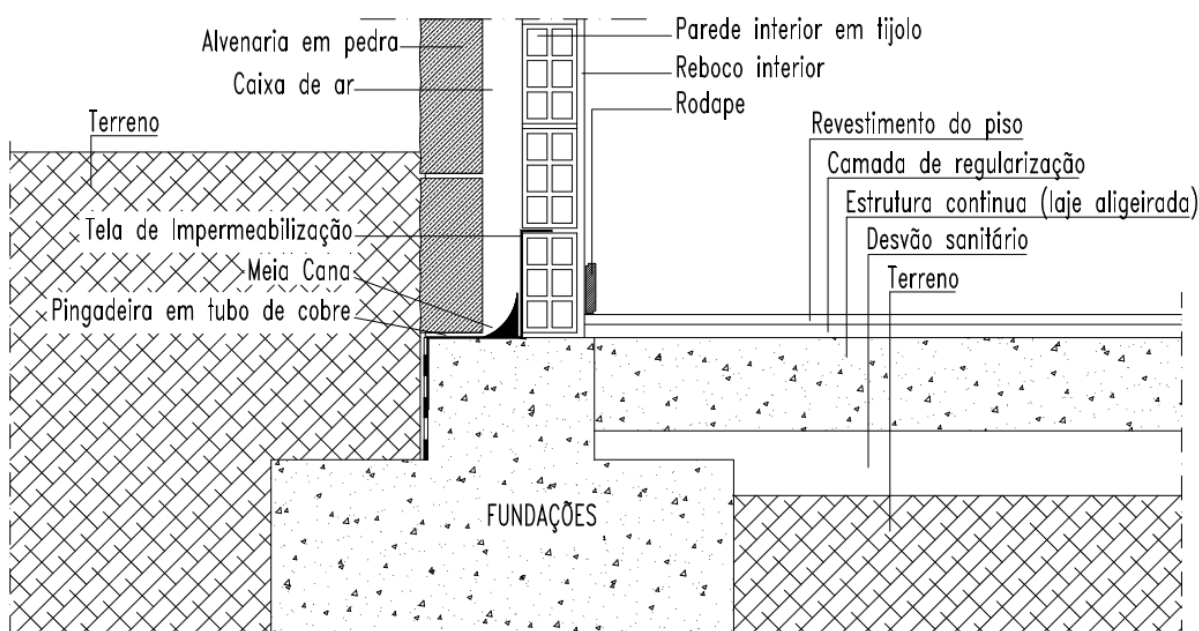 Alvenaria em pedra
Caixa de ar
Terreno
Tela de Impermeabilização
Meia Cana
Pingadeira em tubo de cobre
Parede interior em tijolo
Reboco interior
Rodape
Revestimento do piso
Camada de regularização
Estrutura continua (laje aligeirada)
Desvão sanitário
Terreno
FUNDAÇÕES